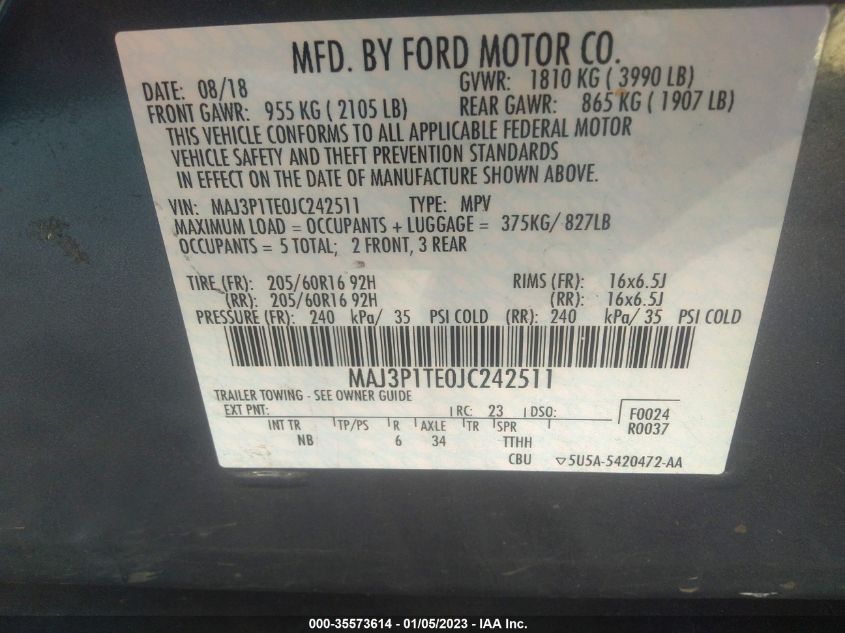 MFD. BY FORD MOTOR CO.
DATE: 08/18 GVWR: 1810 KG ( 3990 LB)
FRONT GAWR: 955 KG ( 2105 LB) REAR GAWR: 865 KG ( 1907 LB)
THIS VEHICLE CONFORMS TO ALL APPLICABLE FEDERAL MOTOR
VEHICLE SAFETY AND THEFT PREVENTION STANDARDS
IN EFFECT ON THE DATE OF MANUFACTURE SHOWN ABOVE.
VIN: MAJ3P1TE0JC242511 TYPE: MPV
MAXIMUM LOAD = OCCUPANTS + LUGGAGE = 375KG/ 827LB
OCCUPANTS = 5 TOTAL; 2 FRONT, 3 REAR
TIRE (FR): 205/60R16 92H RIMS (FR): 16x6.5J
(RR): 205/60R16 92H (RR): 16x6.5J
PRESSURE (FR): 240 kPa/ 35 PSI COLD (RR): 240 kPa/ 35 PSI COLD
MAJ3P1TE0JC242511
TRAILER TOWING - SEE OWNER GUIDE
EXT PNT: RC: 23 DSO: F0024
INT TR TP/PS R AXLE TR SPR R0037
NB 6 34 TTHH
CBU 5U5A-5420472-AA
000-35573614 - 01/05/2023 - IAA Inc.